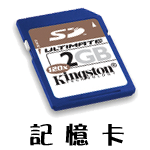 SD
ULTIMATE
120x
2GB
Kingston
記憶卡